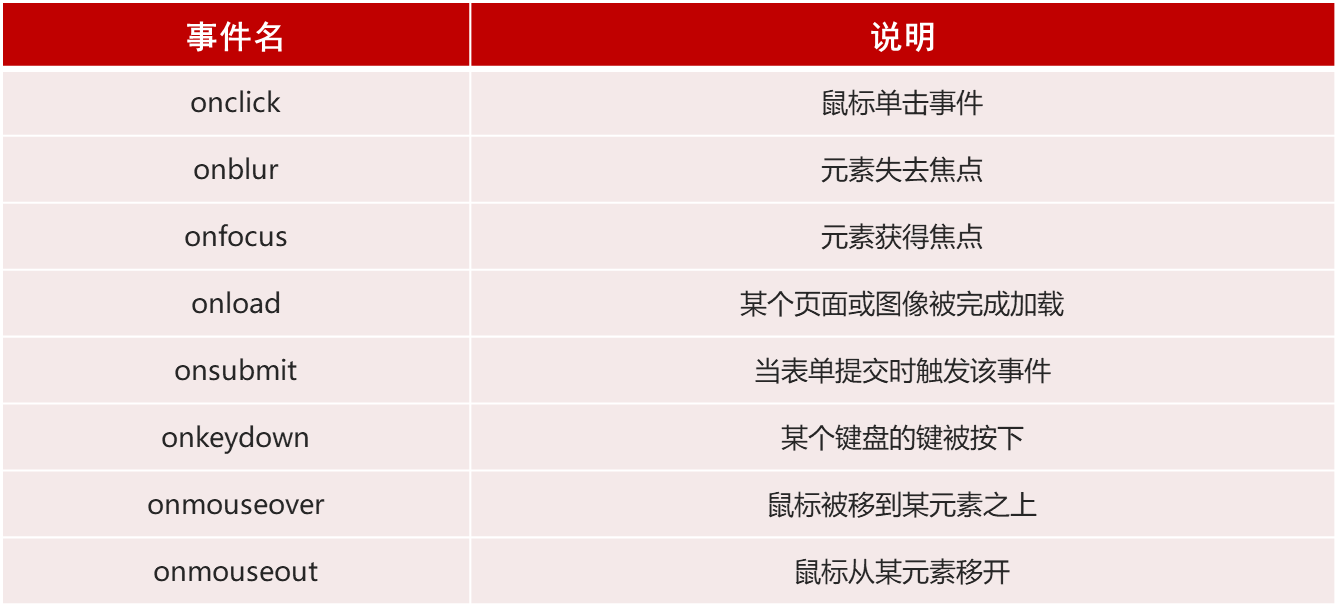 事件名 说明
onclick 鼠标单击事件
onblur 元素失去焦点
onfocus 元素获得焦点
onload 某个页面或图像被完成加载
onsubmit 当表单提交时触发该事件
onkeydown 某个键盘的键被按下
onmouseover 鼠标被移到某元素之上
onmouseout 鼠标从某元素移开